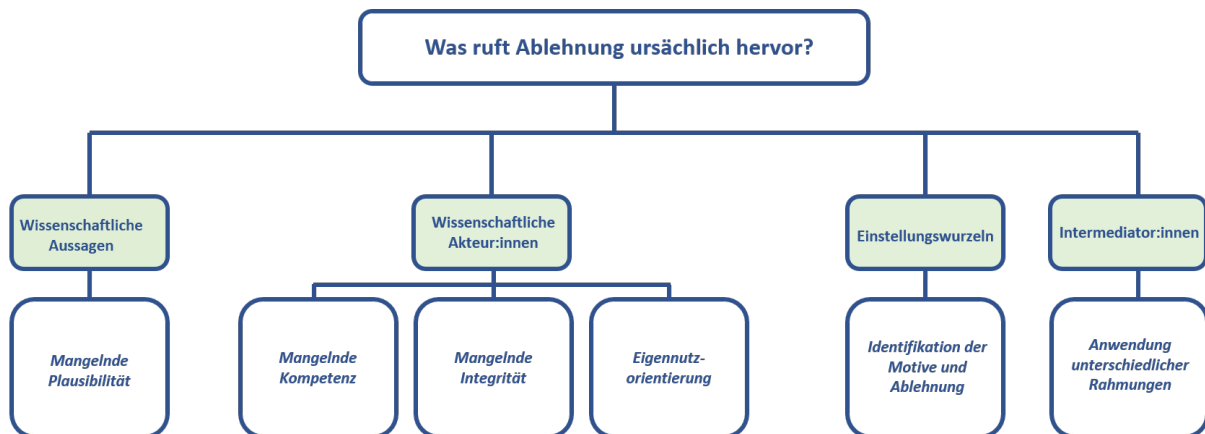 Was ruft Ablehnung ursächlich hervor?
Wissenschaftliche
Aussagen
Wissenschaftliche
Akteur:innen
Einstellungswurzeln
Intermediator:innen
Mangelnde
Plausibilität
Mangelnde
Kompetenz
Mangelnde
Integrität
Eigennutz-
orientierung
Identifikation der
Motive und
Ablehnung
Anwendung
unterschiedlicher
Rahmungen